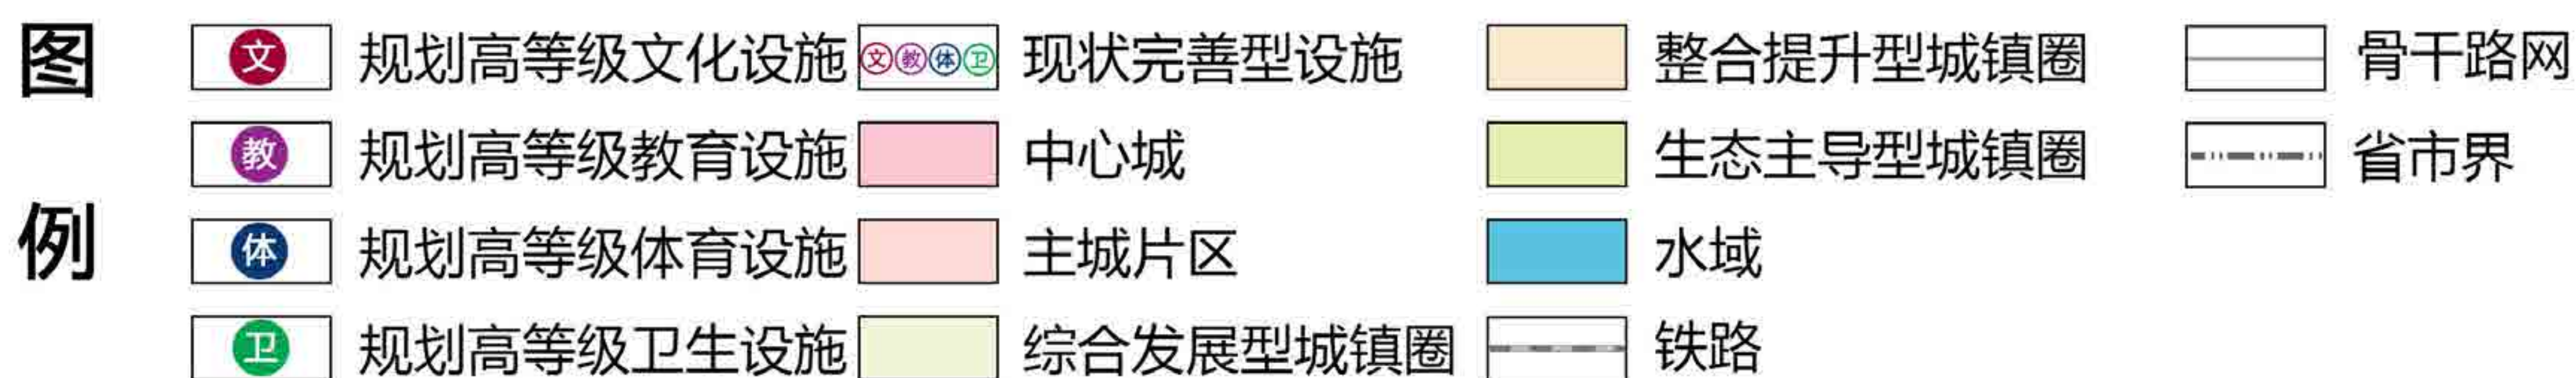 图例
文 规划高等级文化设施 文教体卫 现状完善型设施 整合提升型城镇圈 骨干路网
教 规划高等级教育设施 中心城 生态主导型城镇圈 省市界
体 规划高等级体育设施 主城片区 水域
卫 规划高等级卫生设施 综合发展型城镇圈 铁路